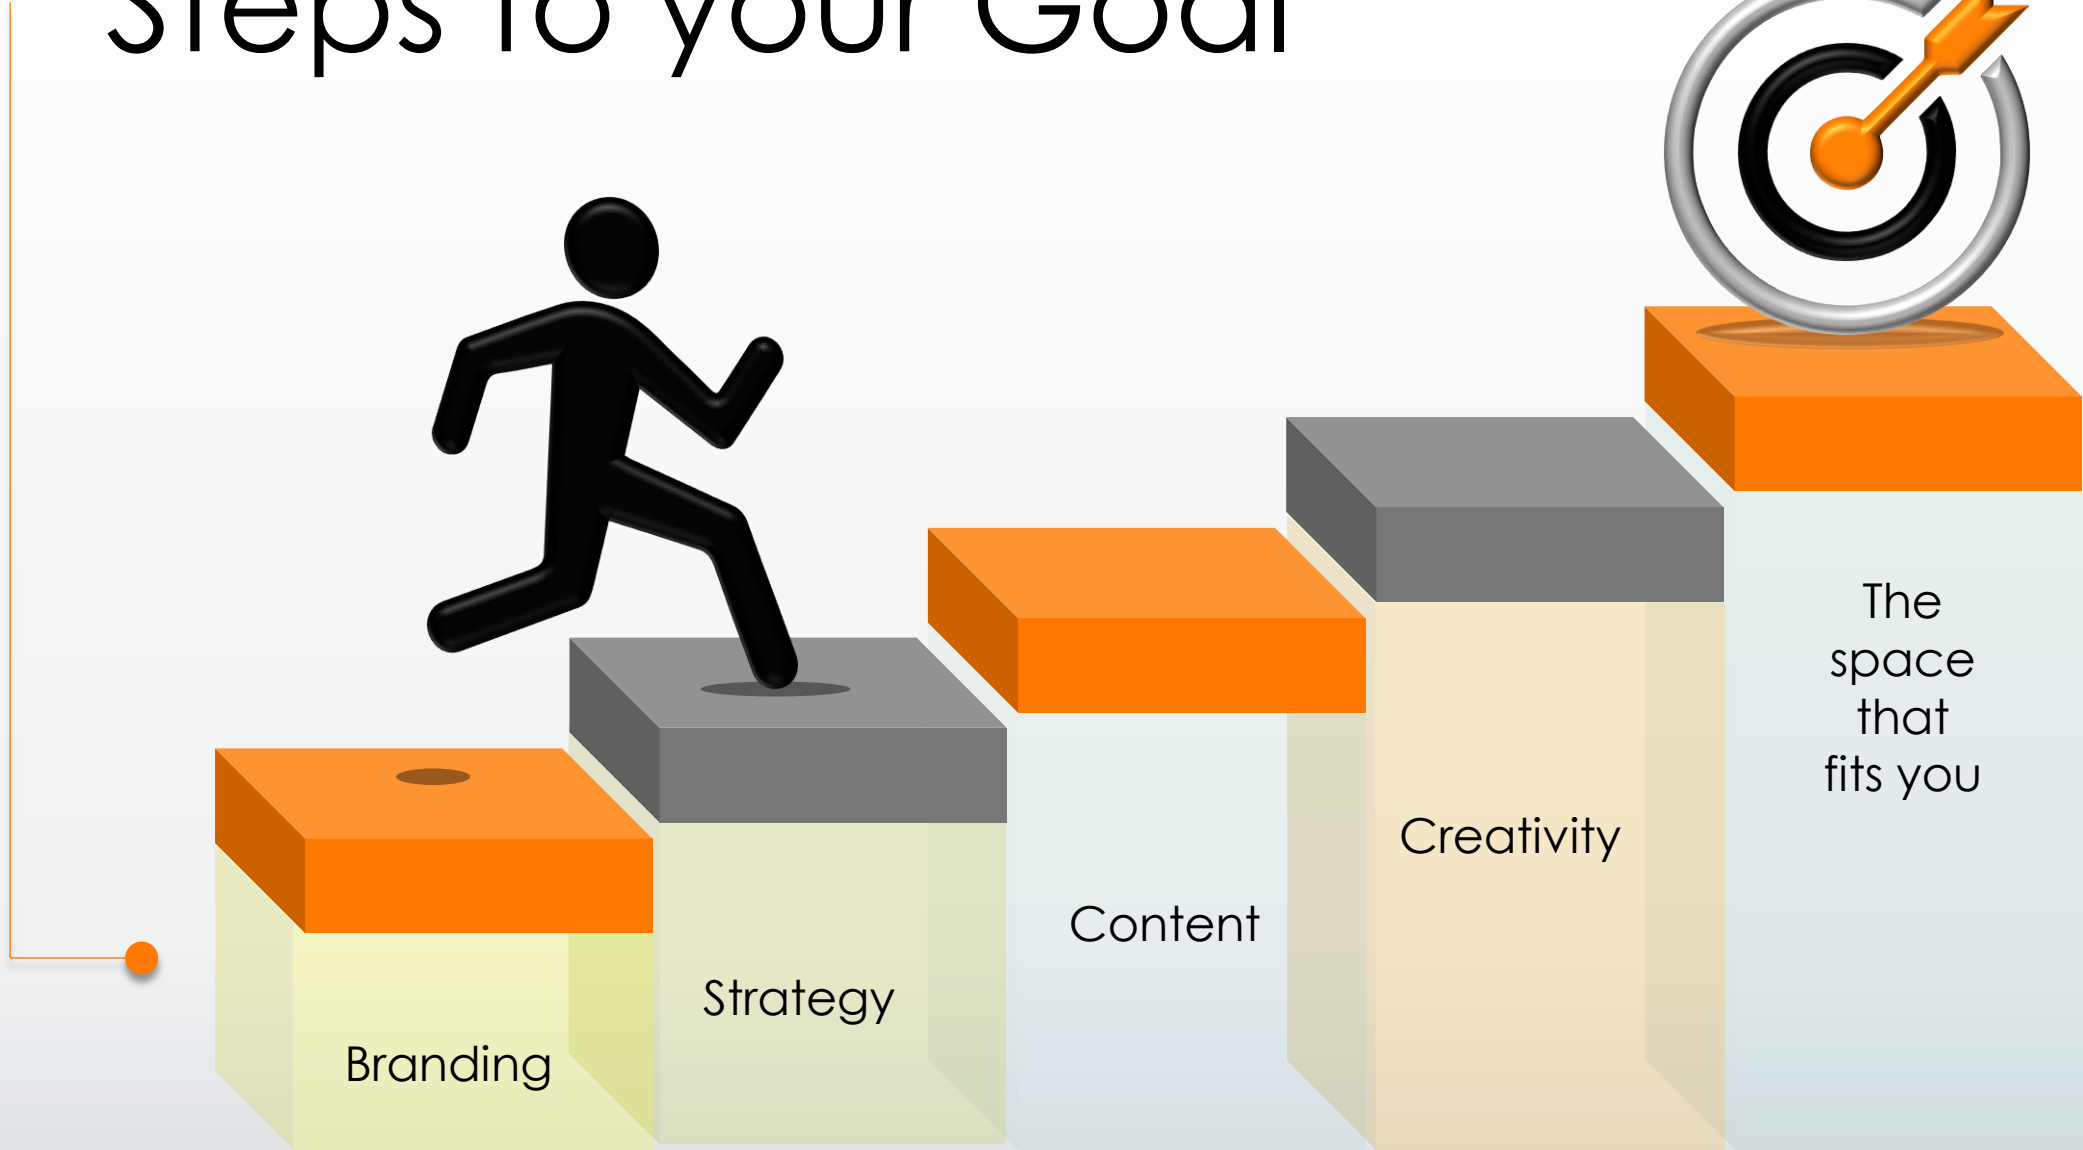 Steps to your Goal
The
space
that
fits you
Creativity
Content
Strategy
Branding